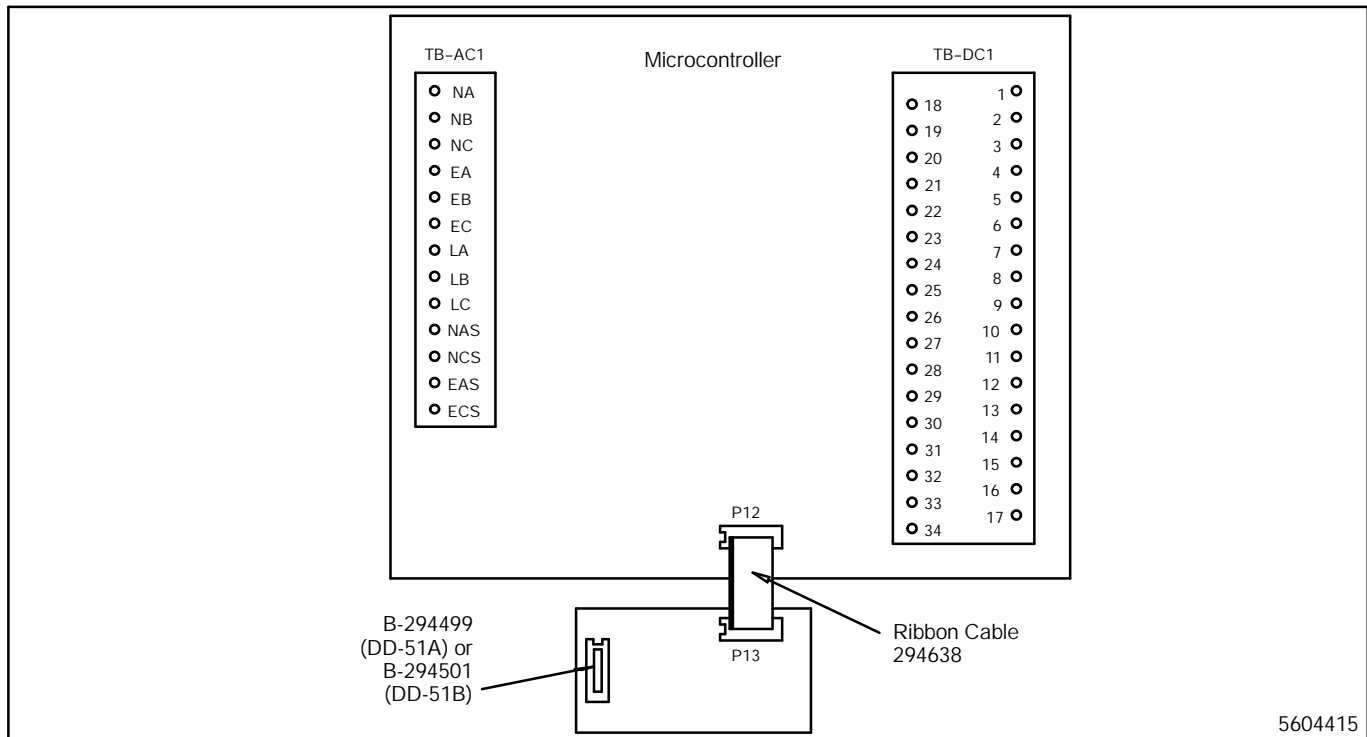 TB-AC1
Microcontroller
TB-DC1
NA
NB
NC
EA
EB
EC
LA
LB
LC
NAS
NCS
EAS
ECS
18
19
20
21
22
23
24
25
26
27
28
29
30
31
32
33
34
1
2
3
4
5
6
7
8
9
10
11
12
13
14
15
16
17
P12
P13
B-294499
(DD-51A) or
B-294501
(DD-51B)
Ribbon Cable
294638
5604415